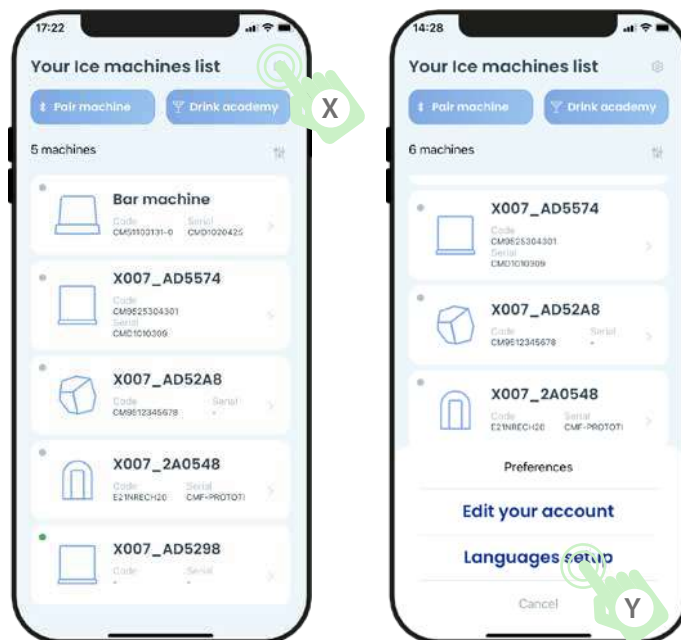 17:22
Your Ice machines list
Pair machine
Drink academy
X
5 machines
Bar machine
Code Serial
CM51103131-0 CMD1020425
X007_AD5574
Code
CM9525304301
Serial
CMD1010309
X007_AD52A8
Code Serial
CM9512345678 -
X007_2A0548
Code Serial
E21NRECH20 CMF-PROTOTI
X007_AD5298
Code Serial
- -
14:28
Your Ice machines list
Pair machine
Drink academy
6 machines
X007_AD5574
Code
CM9525304301
Serial
CMD1010309
X007_AD52A8
Code Serial
CM9512345678 -
X007_2A0548
Code Serial
E21NRECH20 CMF-PROTOTI
Preferences
Edit your account
Languages setup
Cancel
Y